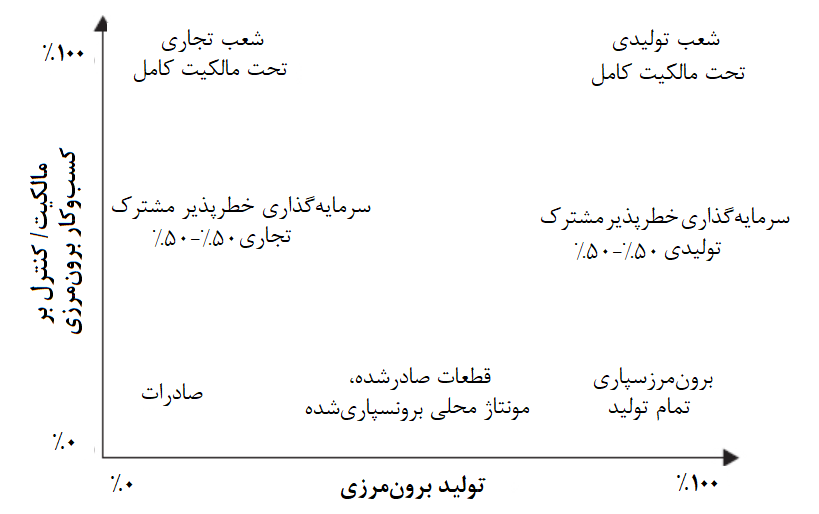 شعب تجاری
تحت مالکیت کامل
شعب تولیدی
تحت مالکیت کامل
٪۱۰۰
مالکیت/ کنترل بر
کسب‌وکار برون‌مرزی
سرمایه‌گذاری خطرپذیر مشترک
تجاری ۵۰٪-۵۰٪
سرمایه‌گذاری خطرپذیر مشترک
تولیدی ۵۰٪-۵۰٪
صادرات
قطعات صادرشده،
مونتاژ محلی برونسپاری‌شده
برون‌مرزسپاری
تمام تولید
٪۰
٪۰
تولید برون‌مرزی
٪۱۰۰